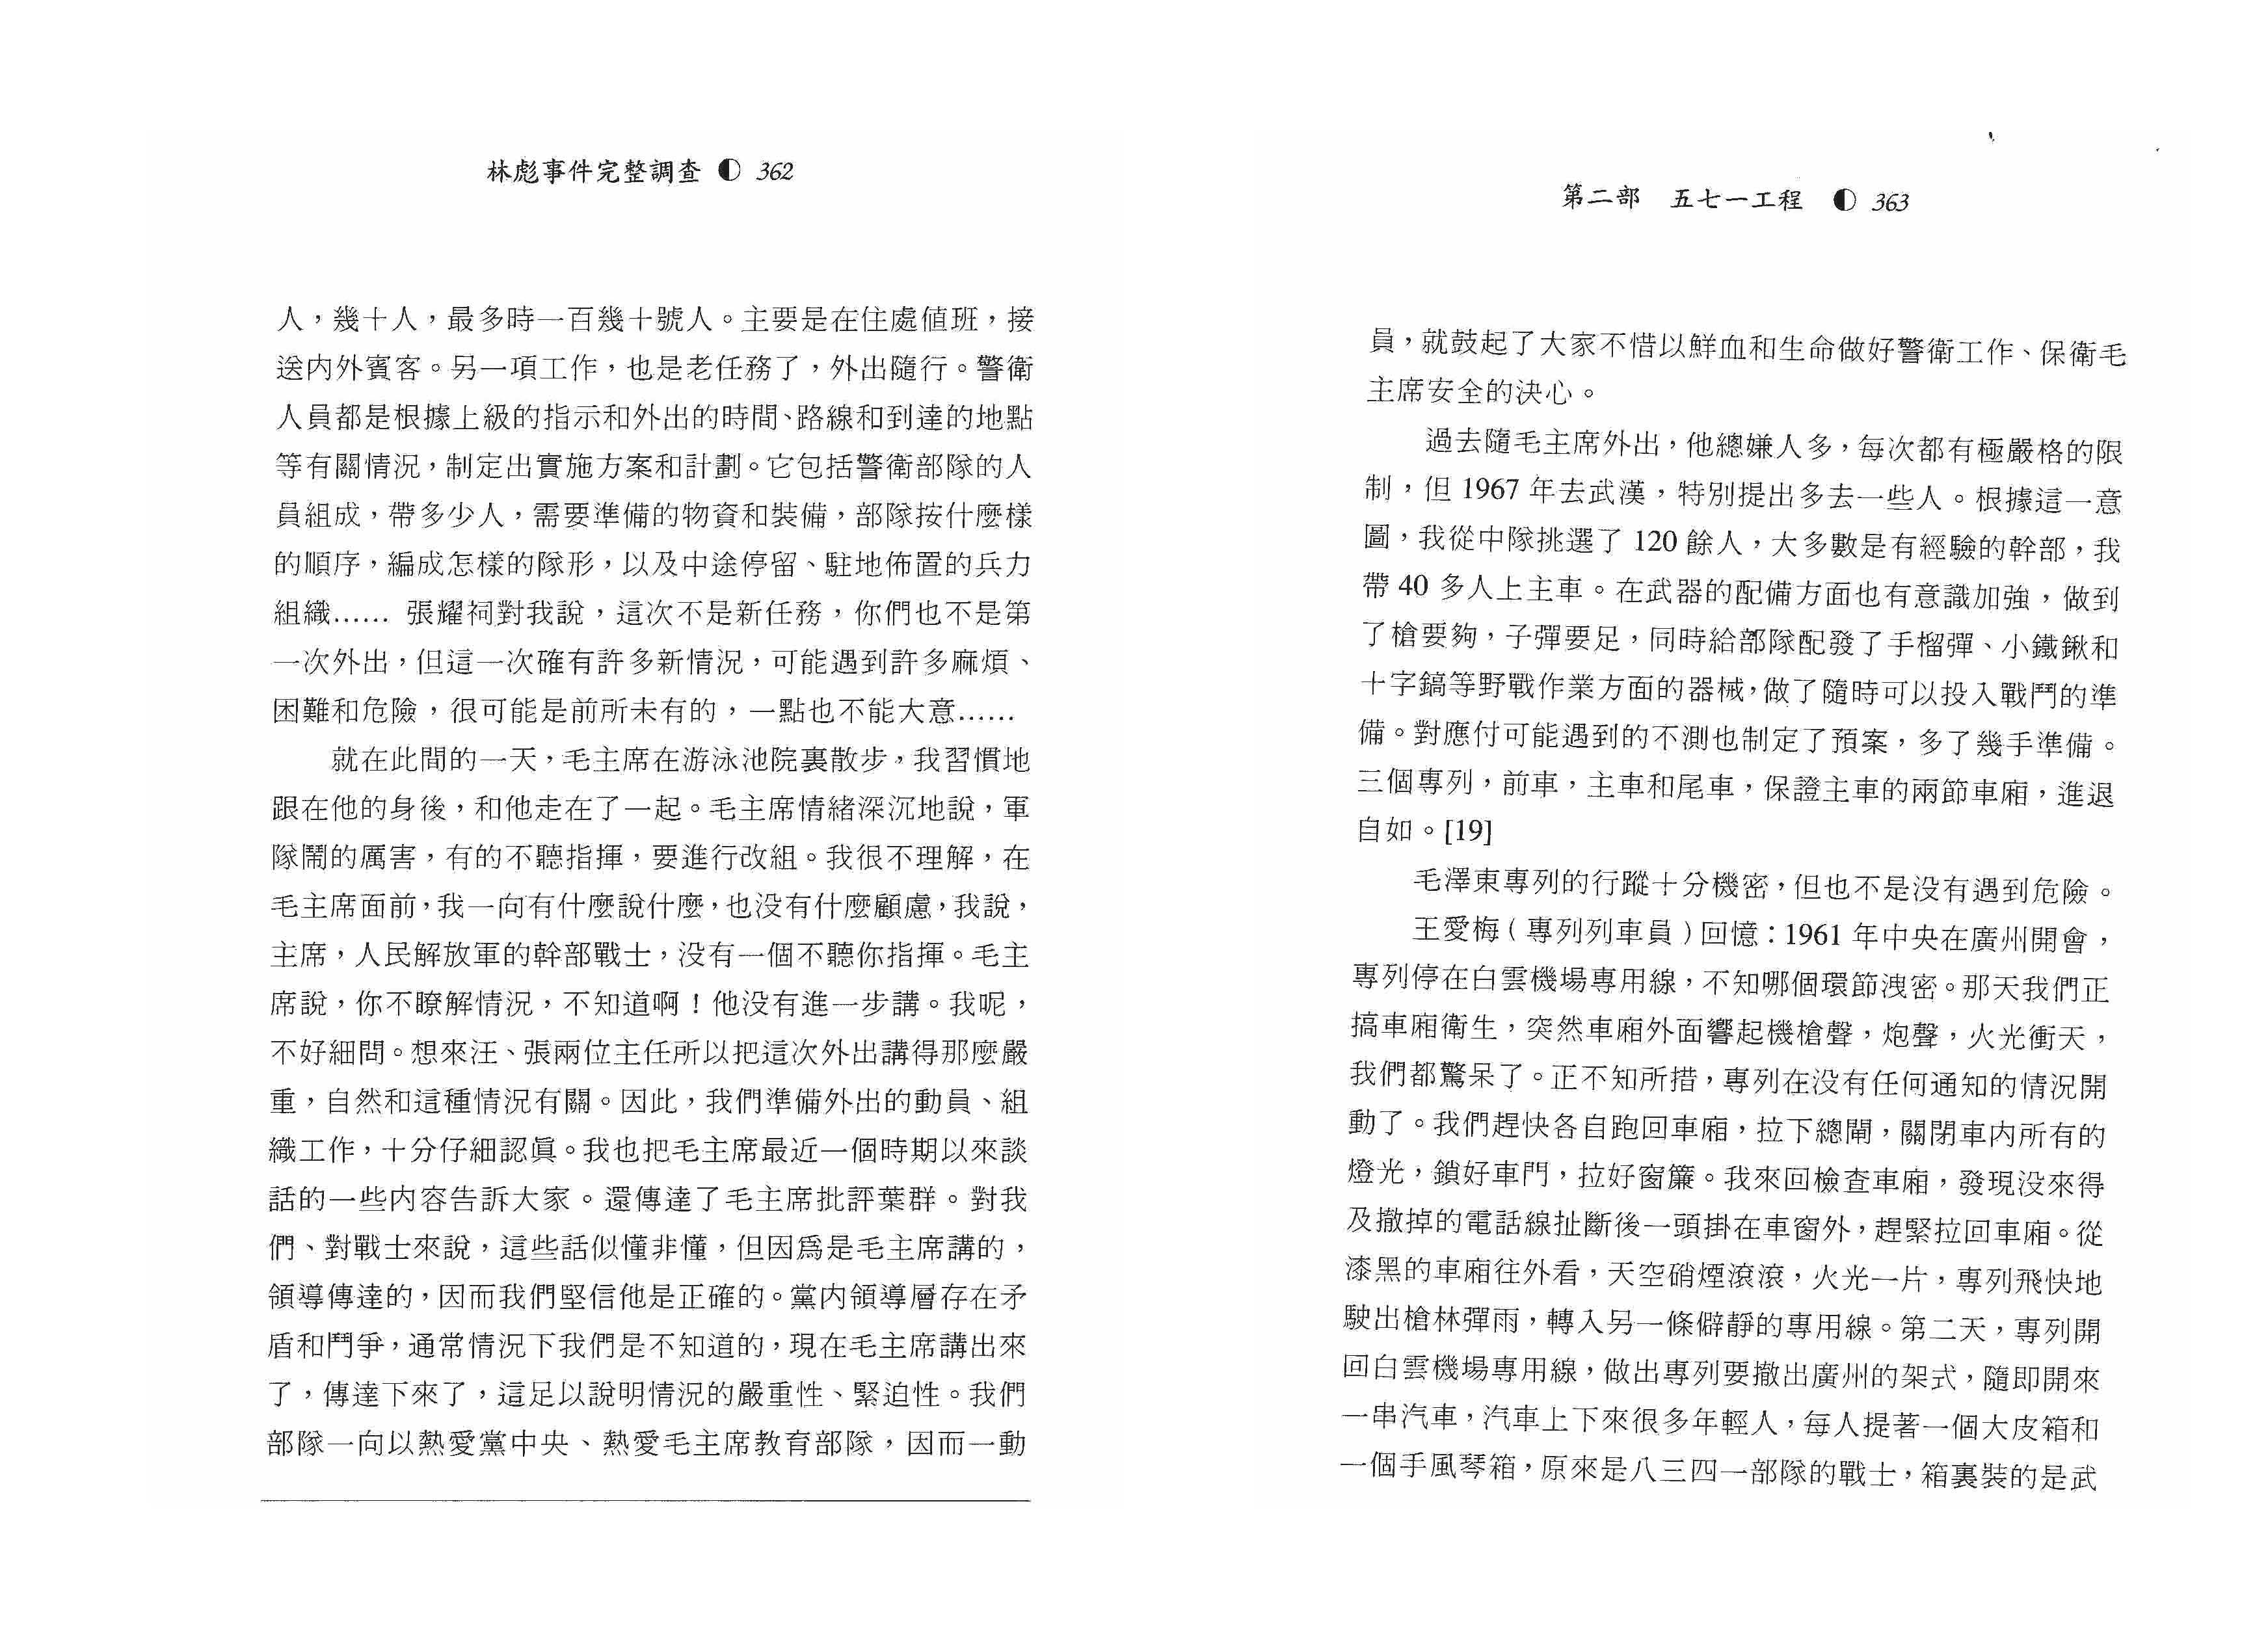 林彪事件完整調查 ◐ 362
人，幾十人，最多時一百幾十號人。主要是在住處値班，接
送内外賓客。另一項工作，也是老任務了，外出隨行。警衛
人員都是根據上級的指示和外出的時間、路線和到達的地點
等有關情況，制定出實施方案和計劃。它包括警衛部隊的人
員組成，帶多少人，需要準備的物資和裝備，部隊按什麼樣
的順序，編成怎樣的隊形，以及中途停留、駐地佈置的兵力
組織…… 張耀祠對我說，這次不是新任務，你們也不是第
一次外出，但這一次確有許多新情況，可能遇到許多麻煩、
困難和危險，很可能是前所未有的，一點也不能大意……
就在此間的一天，毛主席在游泳池院裏散步，我習慣地
跟在他的身後，和他走在了一起。毛主席情緒深沉地說，軍
隊鬧的厲害，有的不聽指揮，要進行改組。我很不理解，在
毛主席面前，我一向有什麼說什麼，也没有什麼顧慮，我說，
主席，人民解放軍的幹部戰士，没有一個不聽你指揮。毛主
席說，你不瞭解情況，不知道啊！他没有進一步講。我呢，
不好細問。想來汪、張兩位主任所以把這次外出講得那麼嚴
重，自然和這種情況有關。因此，我們準備外出的動員、組
織工作，十分仔細認眞。我也把毛主席最近一個時期以來談
話的一些内容告訴大家。還傳達了毛主席批評葉群。對我
們、對戰士來說，這些話似懂非懂，但因爲是毛主席講的，
領導傳達的，因而我們堅信他是正確的。黨内領導層存在矛
盾和鬥爭，通常情況下我們是不知道的，現在毛主席講出來
了，傳達下來了，這足以說明情況的嚴重性、緊迫性。我們
部隊一向以熱愛黨中央、熱愛毛主席教育部隊，因而一動
第二部 五七一工程 ◐ 363
員，就鼓起了大家不惜以鮮血和生命做好警衛工作、保衛毛
主席安全的決心。
過去隨毛主席外出，他總嫌人多，每次都有極嚴格的限
制，但 1967 年去武漢，特別提出多去一些人。根據這一意
圖，我從中隊挑選了 120 餘人，大多數是有經驗的幹部，我
帶 40 多人上主車。在武器的配備方面也有意識加強，做到
了槍要夠，子彈要足，同時給部隊配發了手榴彈、小鐵鍬和
十字鎬等野戰作業方面的器械，做了隨時可以投入戰鬥的準
備。對應付可能遇到的不測也制定了預案，多了幾手準備。
三個專列，前車，主車和尾車，保證主車的兩節車廂，進退
自如。[19]
毛澤東專列的行蹤十分機密，但也不是没有遇到危險。
王愛梅（專列列車員）回憶：1961 年中央在廣州開會，
專列停在白雲機場專用線，不知哪個環節洩密。那天我們正
搞車廂衛生，突然車廂外面響起機槍聲，炮聲，火光衝天，
我們都驚呆了。正不知所措，專列在没有任何通知的情況開
動了。我們趕快各自跑回車廂，拉下總閘，關閉車内所有的
燈光，鎖好車門，拉好窗簾。我來回檢查車廂，發現没來得
及撤掉的電話線扯斷後一頭掛在車窗外，趕緊拉回車廂。從
漆黑的車廂往外看，天空硝煙滾滾，火光一片，專列飛快地
駛出槍林彈雨，轉入另一條僻靜的專用線。第二天，專列開
回白雲機場專用線，做出專列要撤出廣州的架式，隨即開來
一串汽車，汽車上下來很多年輕人，每人提著一個大皮箱和
一個手風琴箱，原來是八三四一部隊的戰士，箱裏裝的是武